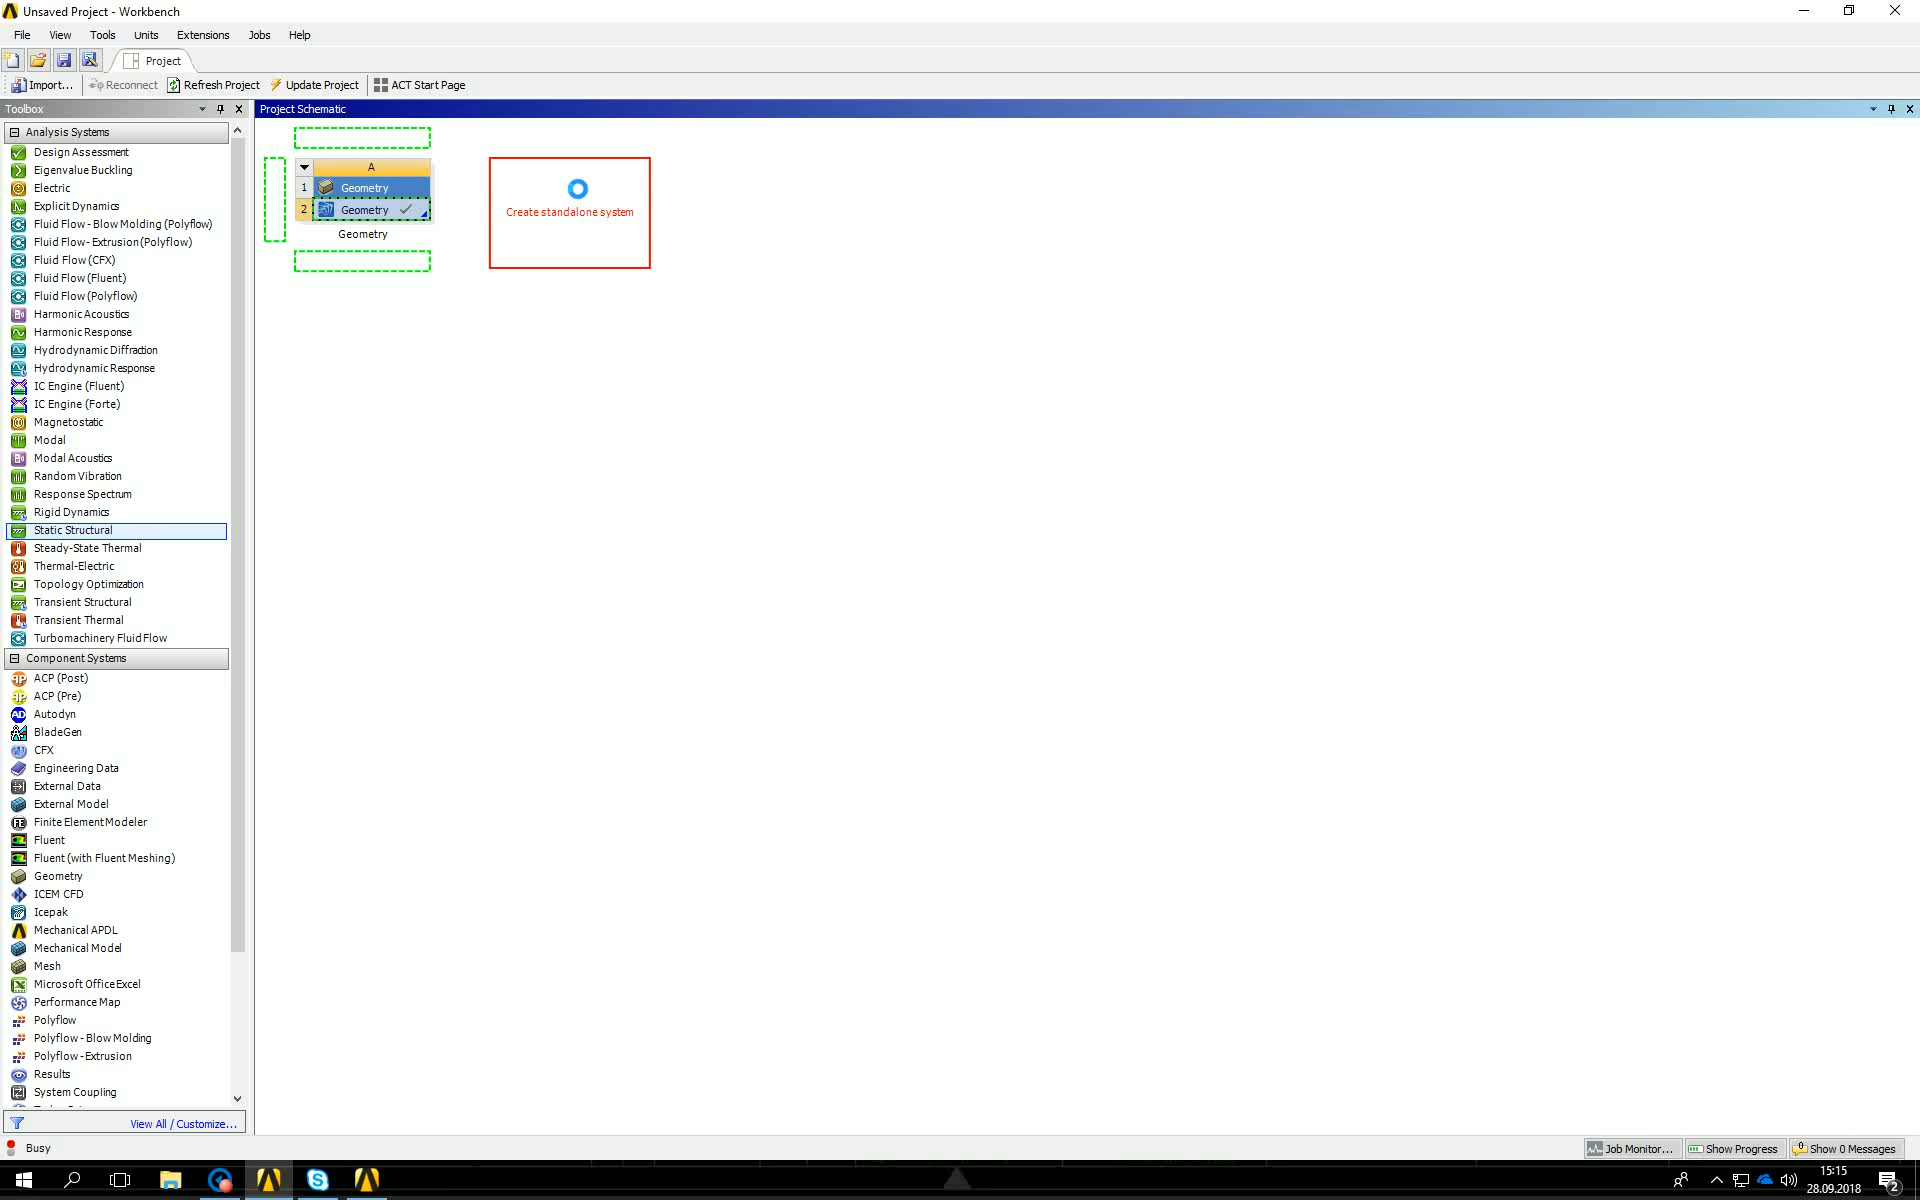 Unsaved Project - Workbench
File View Tools Units Extensions Jobs Help
Project
Import... Reconnect Refresh Project Update Project ACT Start Page
Toolbox
Project Schematic
Analysis Systems
Design Assessment
Eigenvalue Buckling
Electric
Explicit Dynamics
Fluid Flow - Blow Molding (Polyflow)
Fluid Flow- Extrusion (Polyflow)
Fluid Flow (CFX)
Fluid Flow (Fluent)
Fluid Flow (Polyflow)
Harmonic Acoustics
Harmonic Response
Hydrodynamic Diffraction
Hydrodynamic Response
IC Engine (Fluent)
IC Engine (Forte)
Magnetostatic
Modal
Modal Acoustics
Random Vibration
Response Spectrum
Rigid Dynamics
Static Structural
Steady-State Thermal
Thermal-Electric
Topology Optimization
Transient Structural
Transient Thermal
Turbomachinery Fluid Flow
Component Systems
ACP (Post)
ACP (Pre)
Autodyn
BladeGen
CFX
Engineering Data
External Data
External Model
Finite Element Modeler
Fluent
Fluent (with Fluent Meshing)
Geometry
ICEM CFD
Icepak
Mechanical APDL
Mechanical Model
Mesh
Microsoft Office Excel
Performance Map
Polyflow
Polyflow - Blow Molding
Polyflow - Extrusion
Results
System Coupling
View All / Customize...
A
1 Geometry
2 Geometry
Geometry
Create standalone system
Busy
Job Monitor... Show Progress Show 0 Messages
15:15
28.09.2018
2